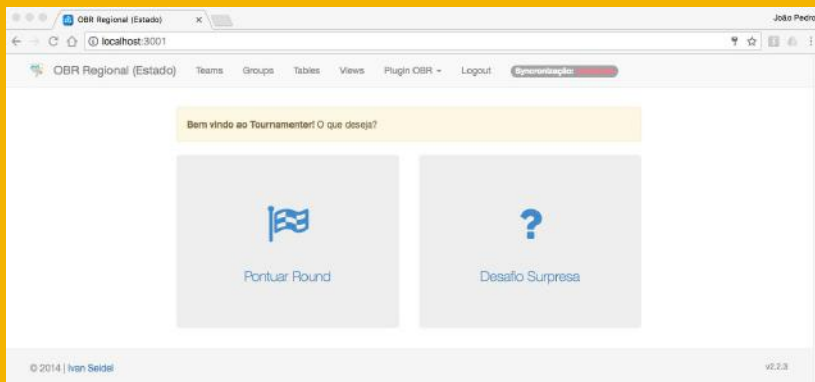 OBR Regional (Estado)
João Pedro
localhost:3001
OBR Regional (Estado) Teams Groups Tables Views Plugin OBR Logout Syncronização:
Bem vindo ao Tournamenter! O que deseja?
Pontuar Round Desafio Surpresa
© 2014 | Ivan Seidel v2.2.3